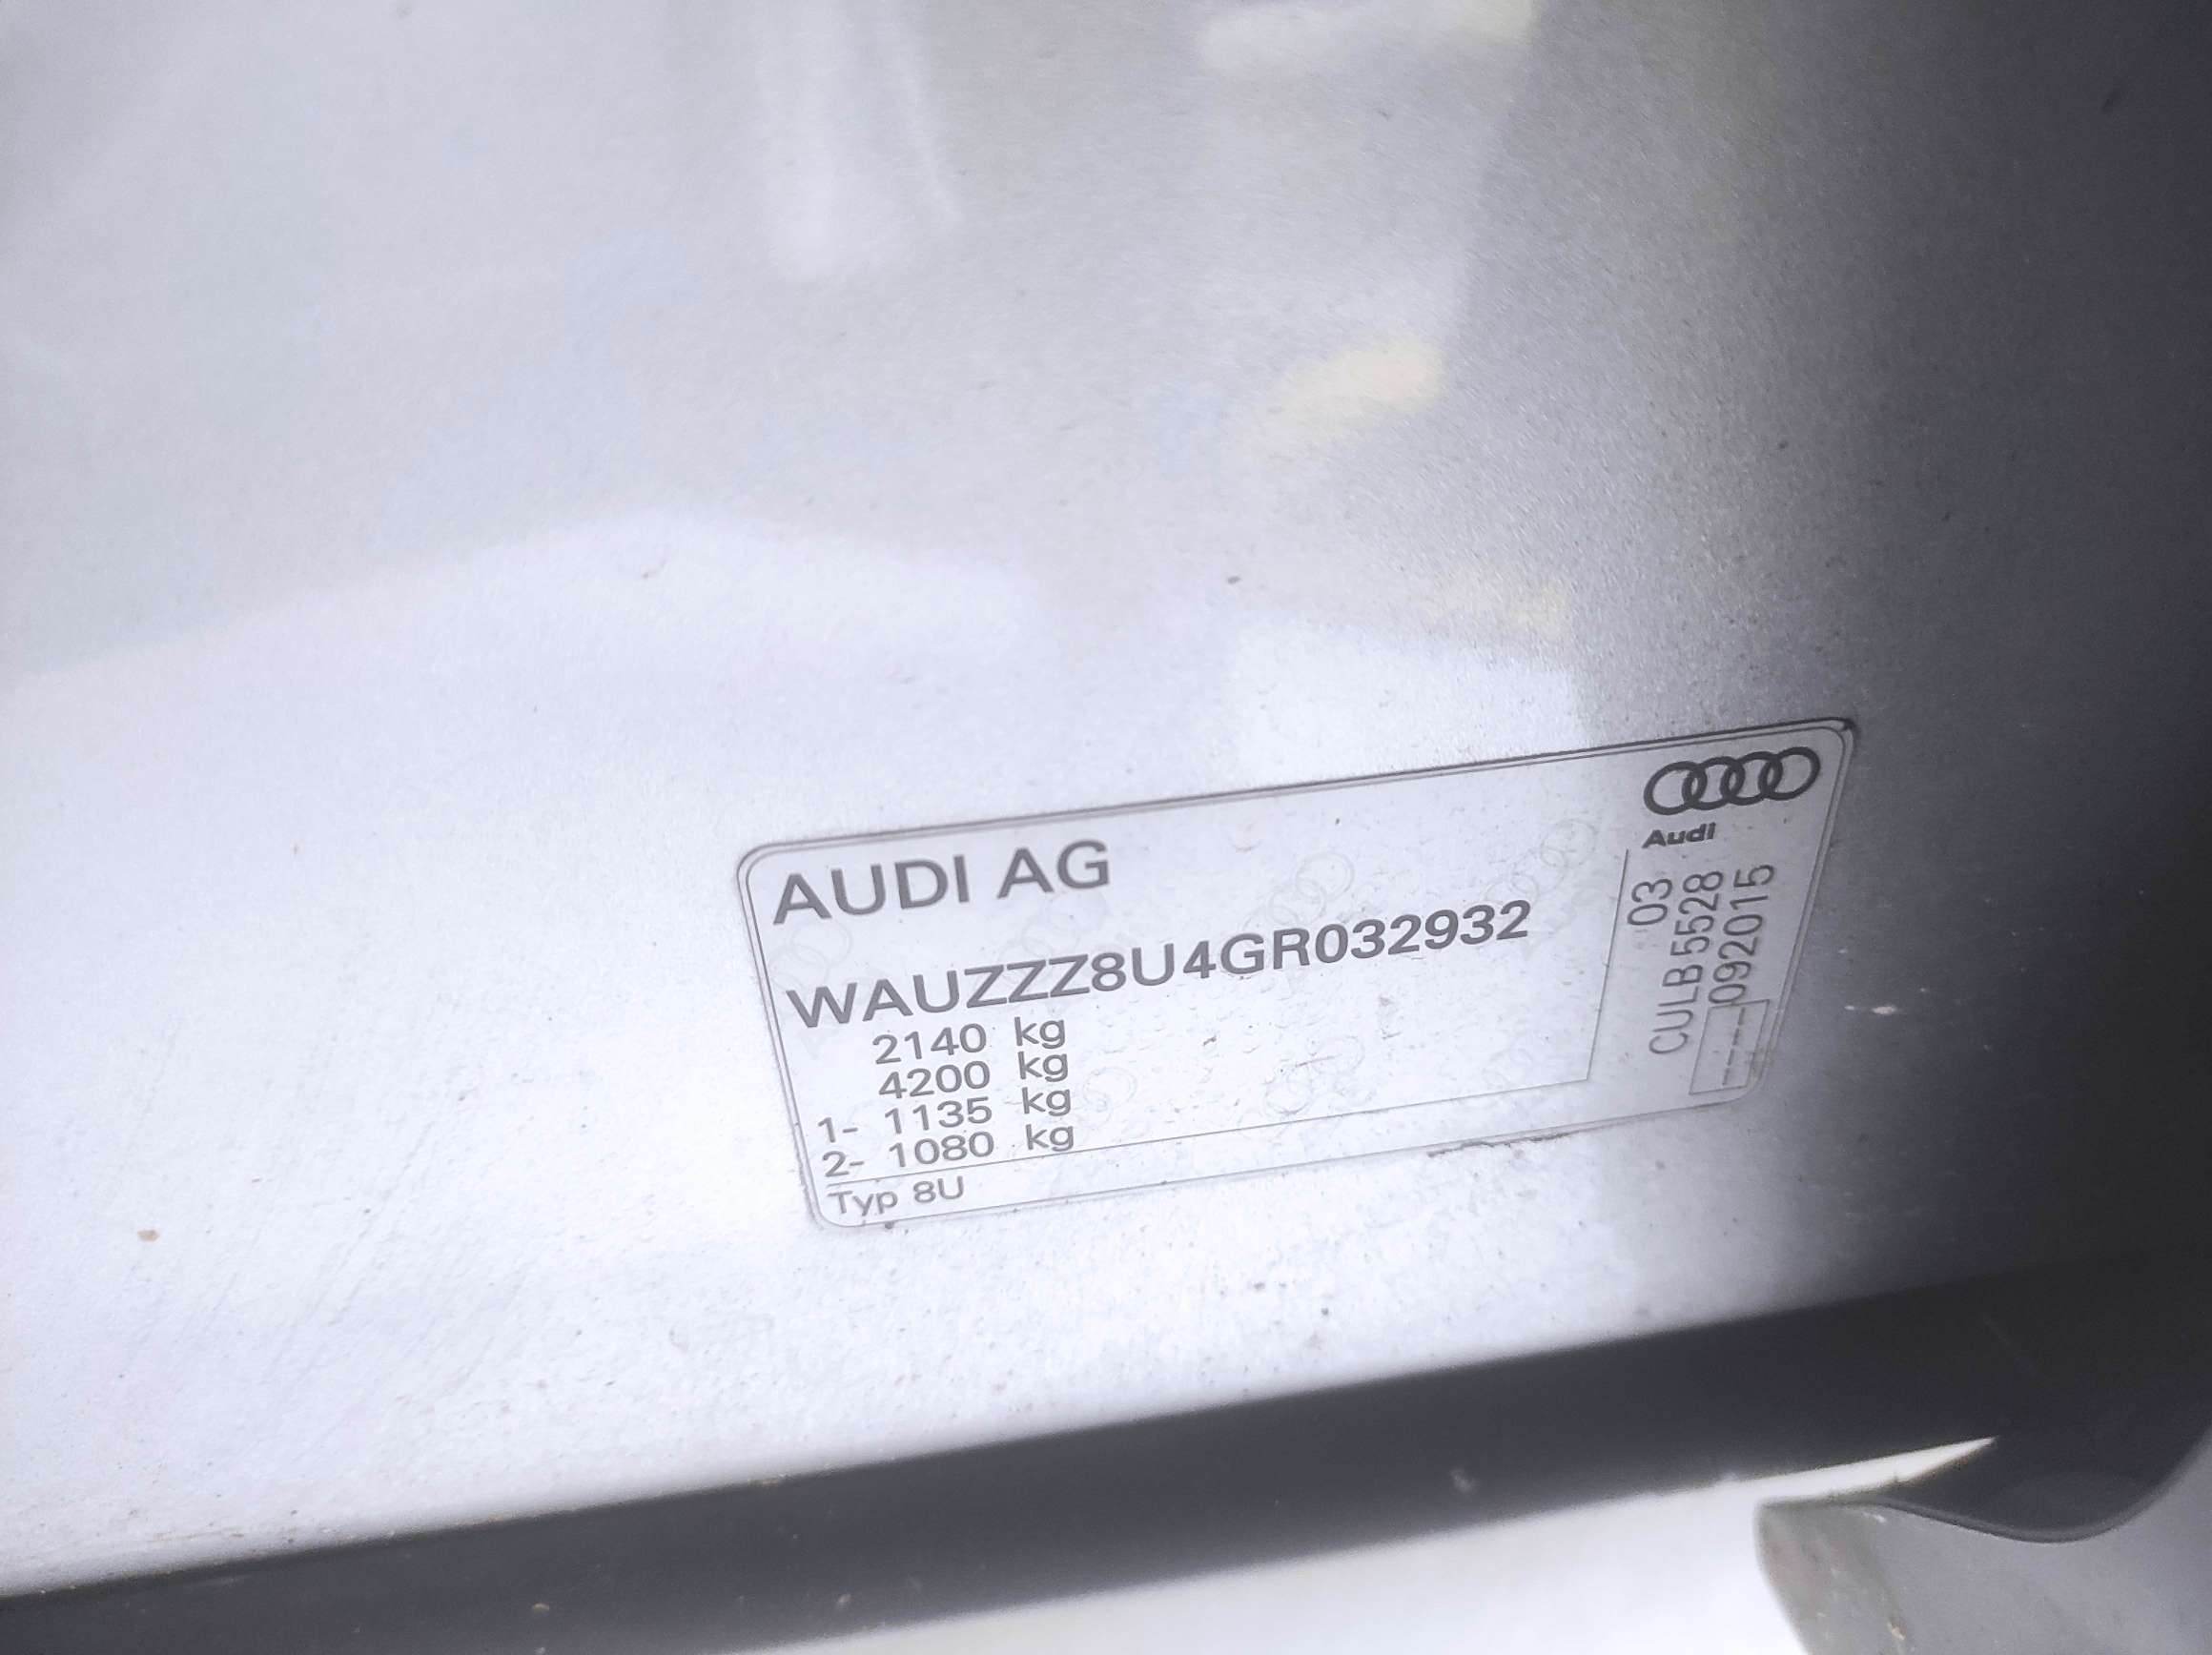 AUDI AG
WAUZZZ8U4GR032932
2140 kg
4200 kg
1- 1135 kg
2- 1080 kg
Typ 8U
Audi
03
CULB 5528
----092015